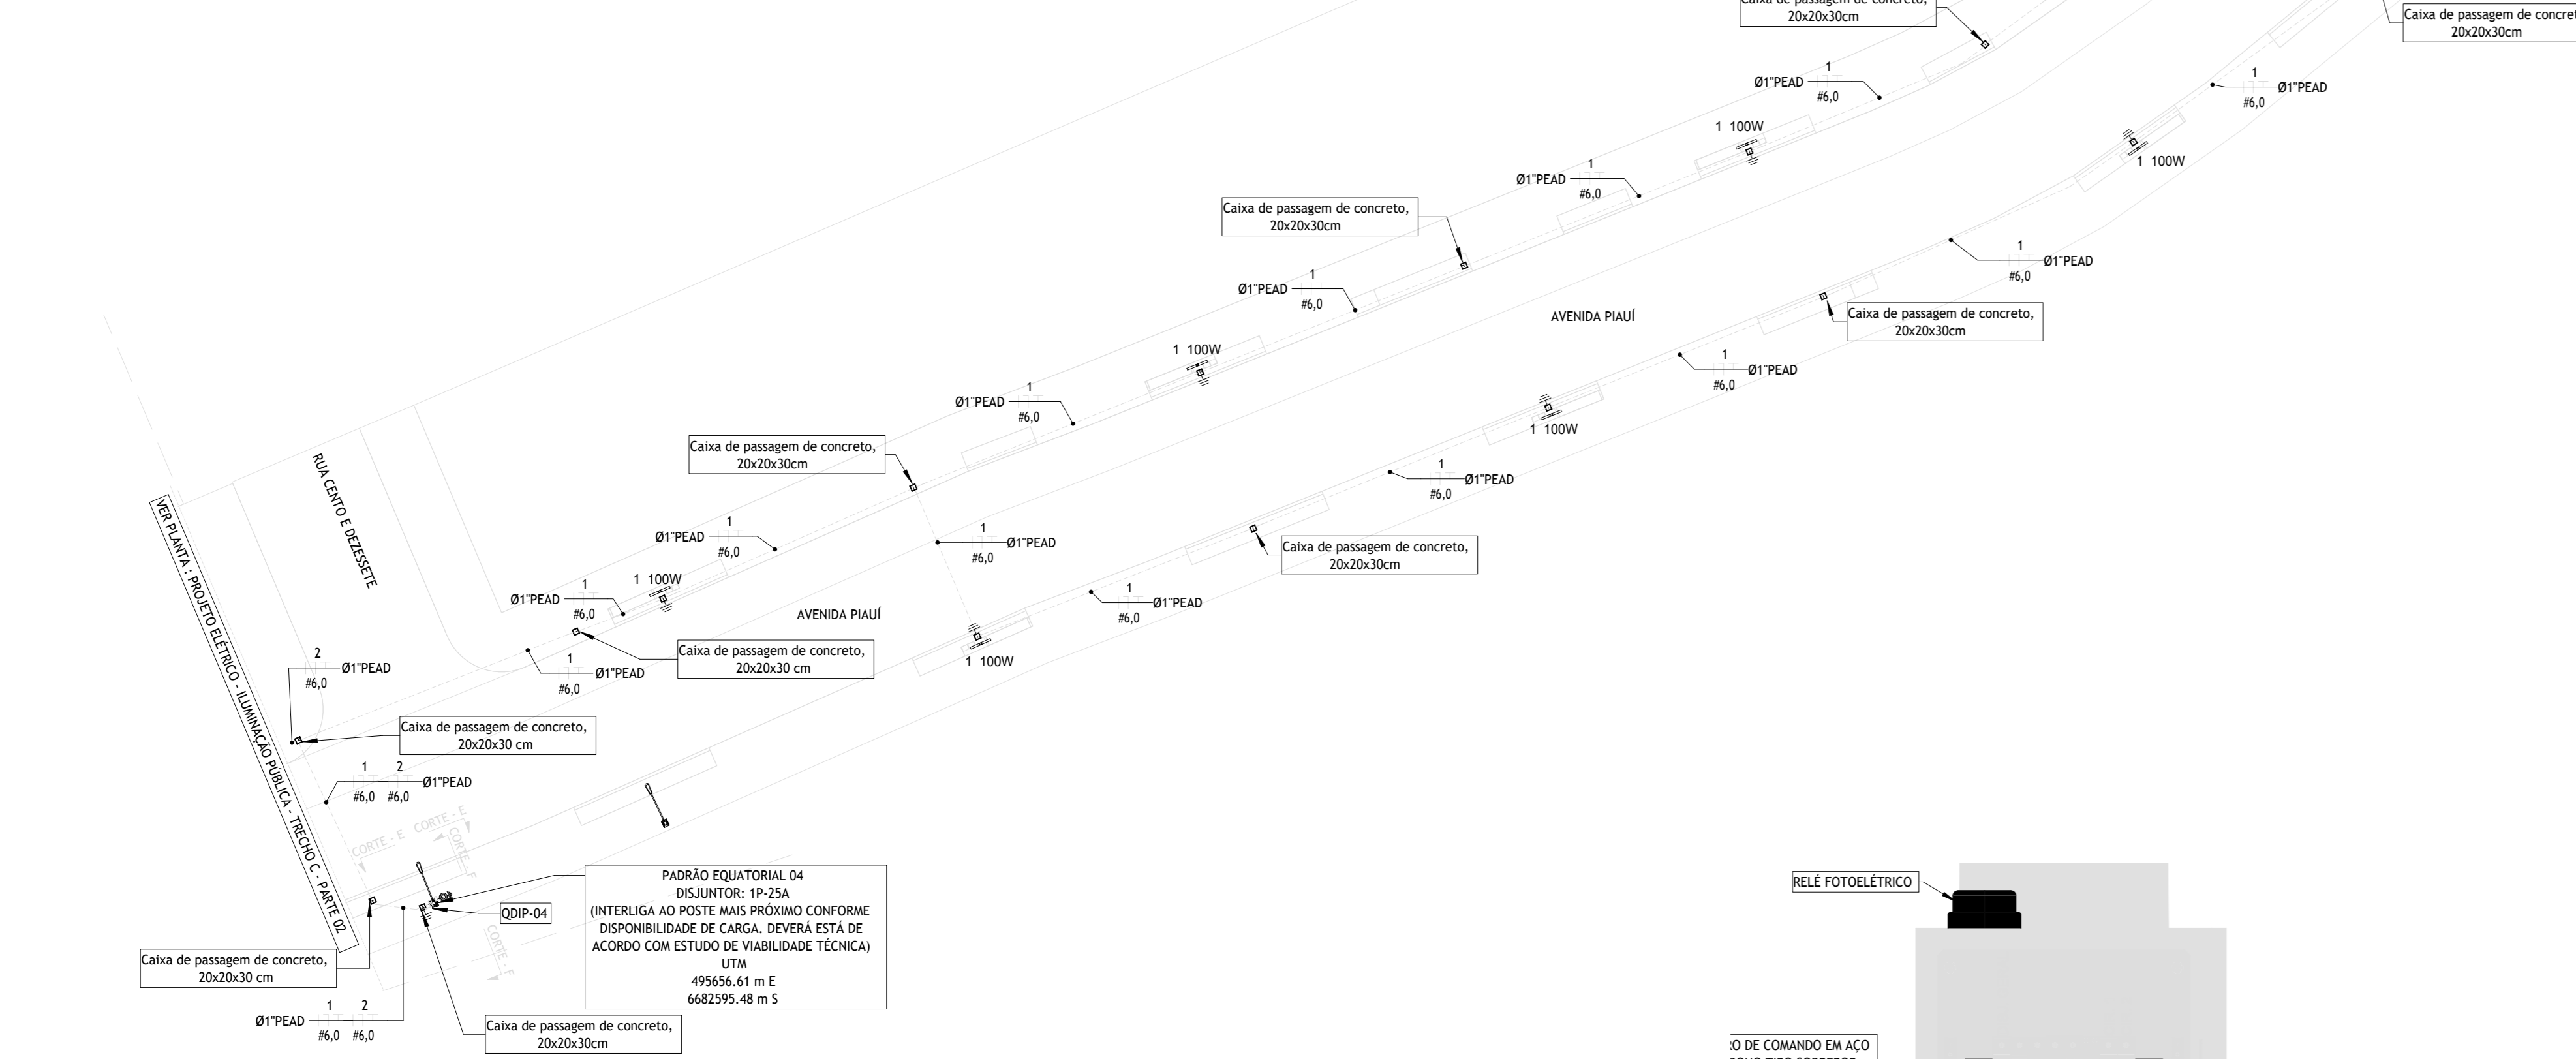 Caixa de passagem de concreto,
20x20x30cm
Caixa de passagem de concret
20x20x30cm
1
Ø1"PEAD
#6,0
1
Ø1"PEAD
#6,0
1 100W
1 100W
1
Ø1"PEAD
#6,0
Caixa de passagem de concreto,
20x20x30cm
1
Ø1"PEAD
#6,0
1
Ø1"PEAD
#6,0
AVENIDA PIAUÍ
Caixa de passagem de concreto,
20x20x30cm
1 100W
1
Ø1"PEAD
#6,0
1
Ø1"PEAD
#6,0
1 100W
Caixa de passagem de concreto,
20x20x30cm
1
Ø1"PEAD
#6,0
RUA CENTO E DEZESSETE
1
Ø1"PEAD
#6,0
1
Ø1"PEAD
#6,0
Caixa de passagem de concreto,
20x20x30cm
1 100W
1
Ø1"PEAD
#6,0
1
Ø1"PEAD
#6,0
AVENIDA PIAUÍ
Caixa de passagem de concreto,
20x20x30 cm
1 100W
1
Ø1"PEAD
#6,0
2
Ø1"PEAD
#6,0
VER PLANTA : PROJETO ELÉTRICO - ILUMINAÇÃO PÚBLICA - TRECHO C - PARTE 02
Caixa de passagem de concreto,
20x20x30 cm
1 2
Ø1"PEAD
#6,0 #6,0
CORTE - E
CORTE - E
CORTE - F
CORTE - F
PADRÃO EQUATORIAL 04
DISJUNTOR: 1P-25A
(INTERLIGA AO POSTE MAIS PRÓXIMO CONFORME
DISPONIBILIDADE DE CARGA. DEVERÁ ESTÁ DE
ACORDO COM ESTUDO DE VIABILIDADE TÉCNICA)
UTM
495656.61 m E
6682595.48 m S
QDIP-04
Caixa de passagem de concreto,
20x20x30 cm
1 2
Ø1"PEAD
#6,0 #6,0
Caixa de passagem de concreto,
20x20x30cm
RELÉ FOTOELÉTRICO
RO DE COMANDO EM AÇO